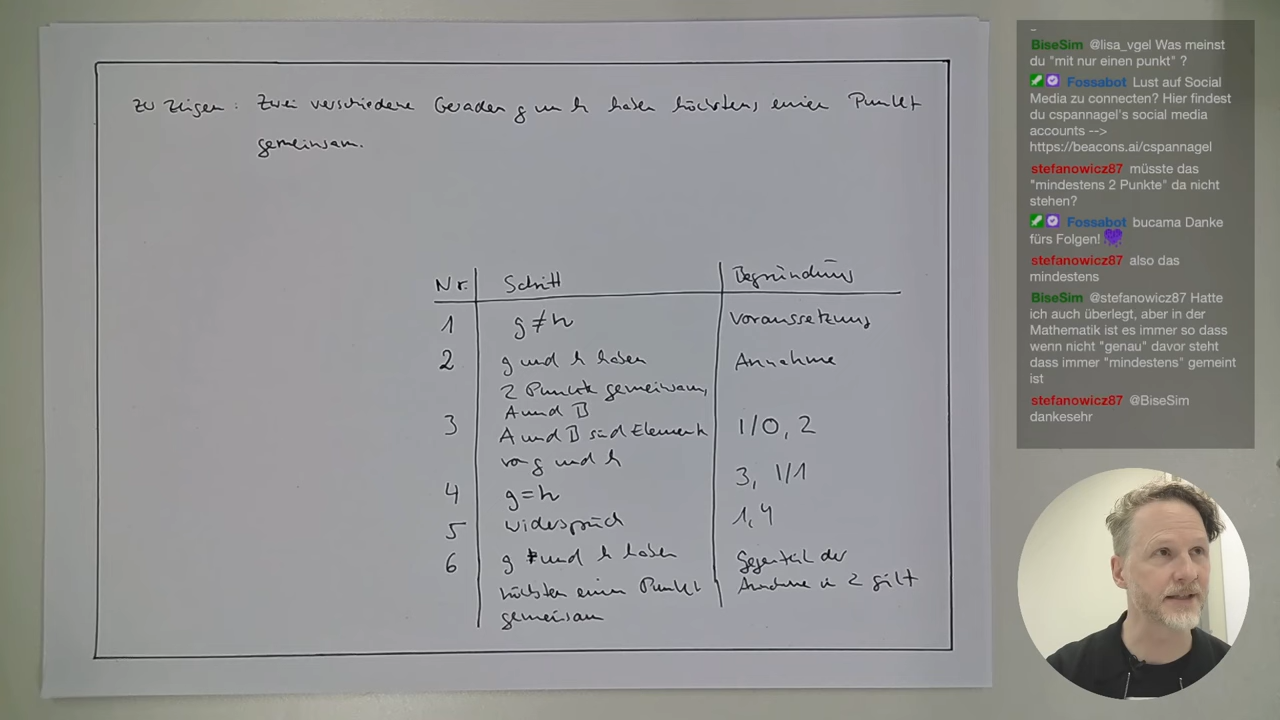 zu zeigen: Zwei verschiedene Geraden g un h haben höchstens einen Punkt
gemeinsam.
Nr. Schritt Begründung
1 g ≠ h Voraussetzung
2 g und h haben Annahme
2 Punkte gemeinsam,
A und B
3 A und B sind Element 1/0, 2
von g und h
4 g = h 3, 1/1
5 Widerspruch 1,4
6 g und h haben Gegenteil der
höchsten einen Punkt Annahme in 2 gilt
gemeinsam
BiseSim @lisa_vgel Was meinst
du "mit nur einen punkt" ?
Fossabot Lust auf Social
Media zu connecten? Hier findest
du cspannagel's social media
accounts -->
https://beacons.ai/cspannagel
stefanowicz87 müsste das
"mindestens 2 Punkte" da nicht
stehen?
Fossabot bucama Danke
fürs Folgen!
stefanowicz87 also das
mindestens
BiseSim @stefanowicz87 Hatte
ich auch überlegt, aber in der
Mathematik ist es immer so dass
wenn nicht "genau" davor steht
dass immer "mindestens" gemeint
ist
stefanowicz87 @BiseSim
dankesehr